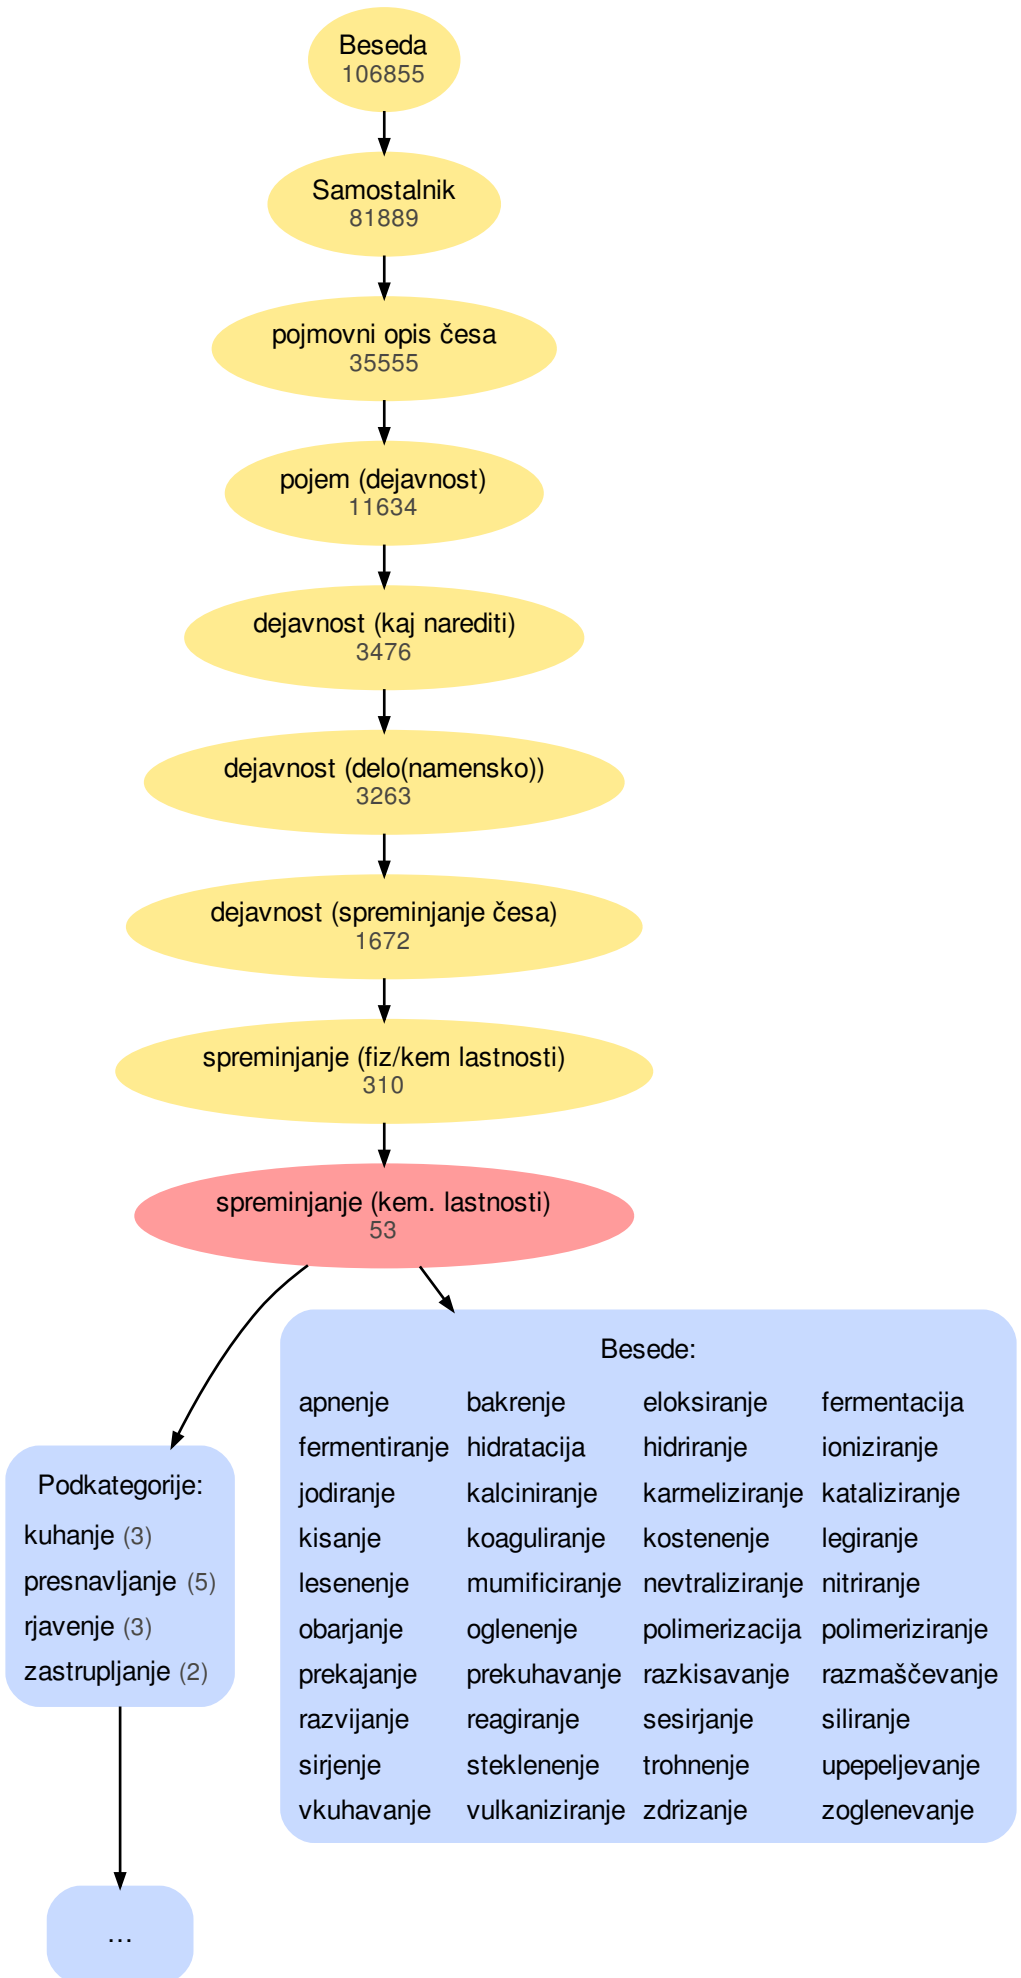 Beseda
106855
Samostalnik
81889
pojmovni opis česa
35555
pojem (dejavnost)
11634
dejavnost (kaj narediti)
3476
dejavnost (delo(namensko))
3263
dejavnost (spreminjanje česa)
1672
spreminjanje (fiz/kem lastnosti)
310
spreminjanje (kem. lastnosti)
53
Podkategorije:
kuhanje (3)
presnavljanje (5)
rjavenje (3)
zastrupljanje (2)
...
Besede:
apnenje bakrenje eloksiranje fermentacija
fermentiranje hidratacija hidriranje ioniziranje
jodiranje kalciniranje karmeliziranje kataliziranje
kisanje koaguliranje kostenenje legiranje
lesenenje mumificiranje nevtraliziranje nitriranje
obarjanje oglenenje polimerizacija polimeriziranje
prekajanje prekuhavanje razkisavanje razmaščevanje
razvijanje reagiranje sesirjanje siliranje
sirjenje steklenenje trohnenje upepeljevanje
vkuhavanje vulkaniziranje zdrizanje zoglenevanje